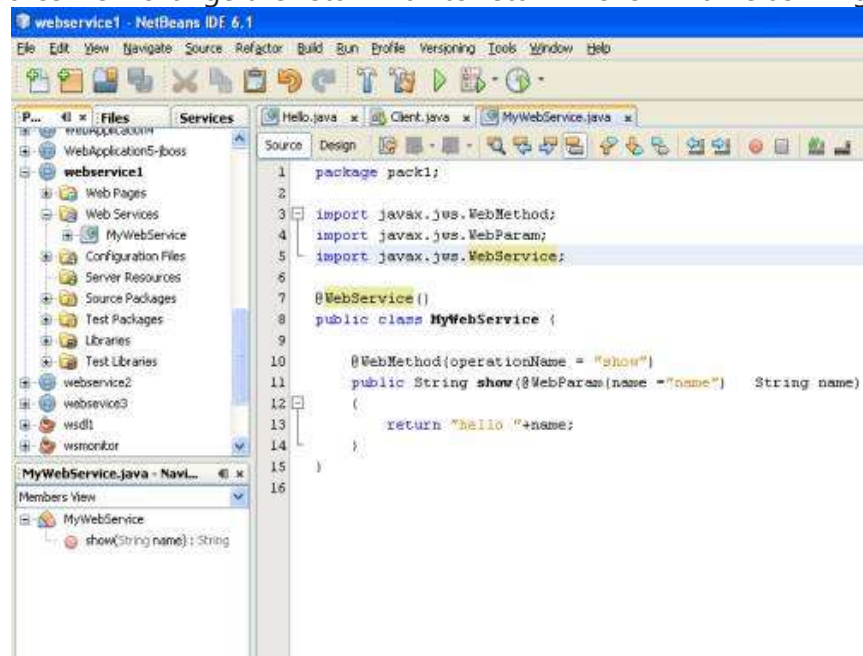 webservice1 - NetBeans IDE 6.1
File Edit View Navigate Source Refactor Build Run Profile Versioning Tools Window Help
P... Files Services
WebApplication4
WebApplication5-jboss
webservice1
Web Pages
Web Services
MyWebService
Configuration Files
Server Resources
Source Packages
Test Packages
Libraries
Test Libraries
webservice2
websevice3
wsdl1
wsmonitor
MyWebService.java - Navi...
Members View
MyWebService
show(String name) : String
Hello.java x Client.java x MyWebService.java x
Source Design
1 package pack1;
2
3 import javax.jws.WebMethod;
4 import javax.jws.WebParam;
5 import javax.jws.WebService;
6
7 @WebService()
8 public class MyWebService {
9
10 @WebMethod(operationName = "show")
11 public String show(@WebParam(name ="name") String name)
12 {
13 return "hello "+name;
14 }
15 }
16